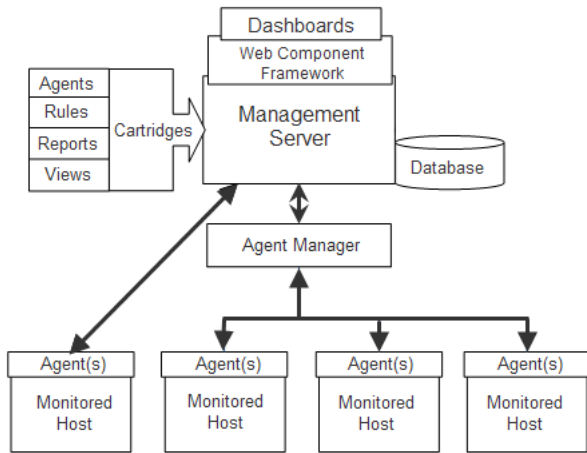 Dashboards
Web Component
Framework
Agents
Rules
Reports
Views
Cartridges
Management
Server
Database
Agent Manager
Agent(s)
Monitored
Host
Agent(s)
Monitored
Host
Agent(s)
Monitored
Host
Agent(s)
Monitored
Host